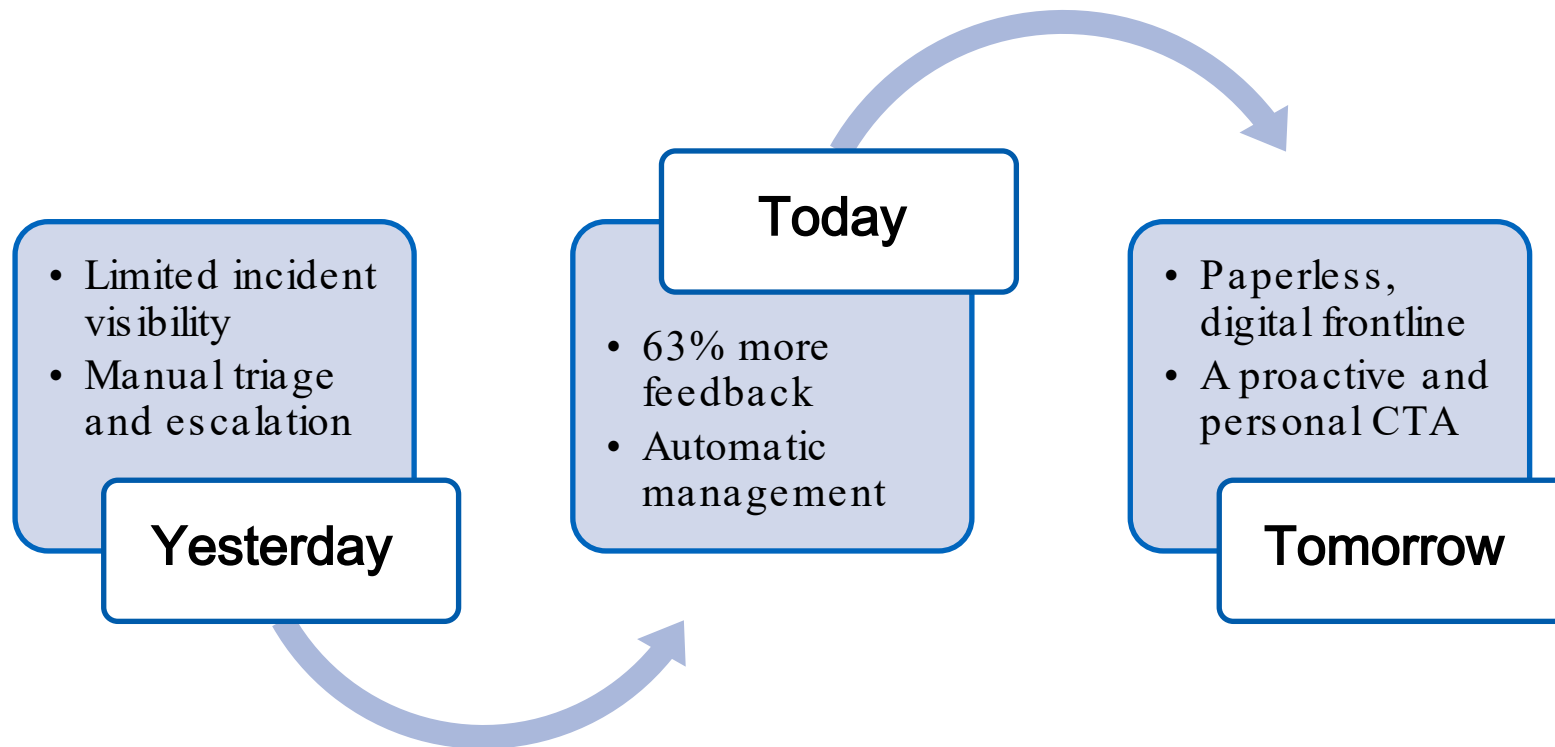 • Limited incident
visibility
• Manual triage
and escalation
Yesterday
Today
• 63% more
feedback
• Automatic
management
• Paperless,
digital frontline
• A proactive and
personal CTA
Tomorrow